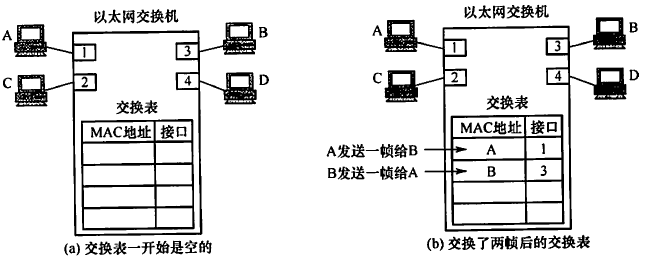 以太网交换机
A
1
3
B
C
2
4
D
交换表
MAC地址 接口
(a) 交换表一开始是空的
以太网交换机
A
1
3
B
C
2
4
D
交换表
MAC地址 接口
A发送一帧给B A 1
B发送一帧给A B 3
(b) 交换了两帧后的交换表